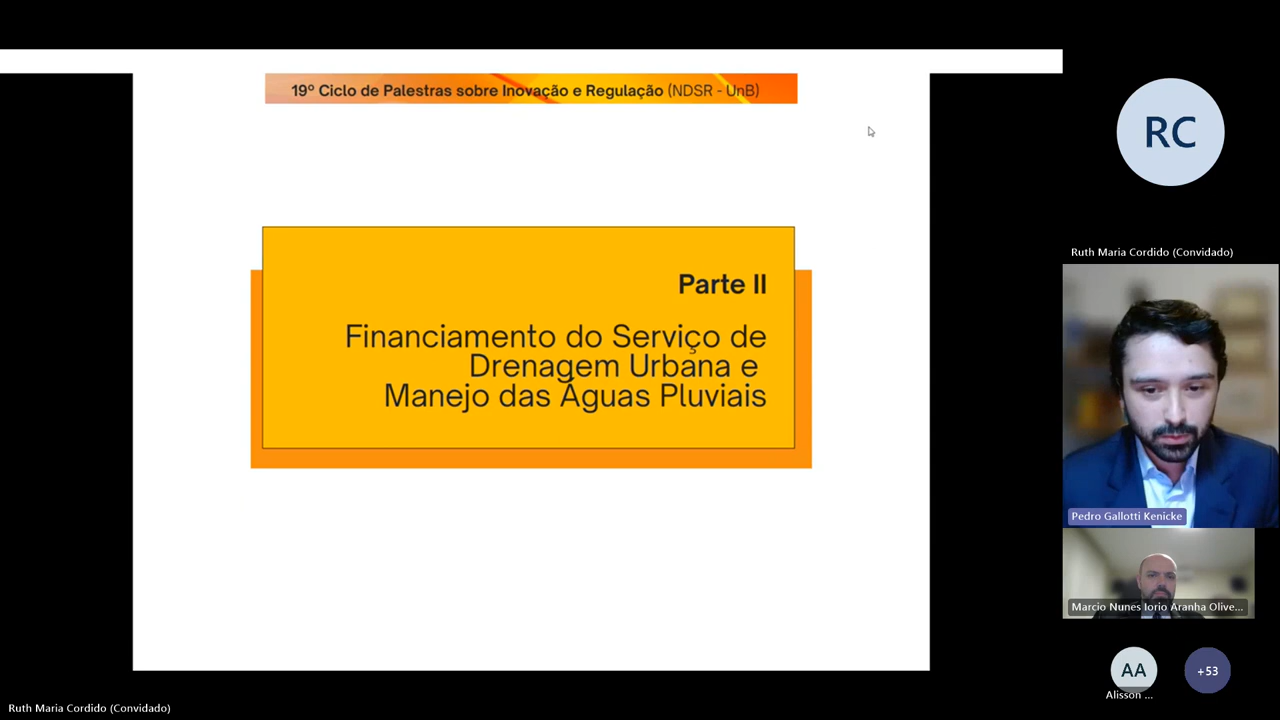 19º Ciclo de Palestras sobre Inovação e Regulação (NDSR - UnB)
Parte II
Financiamento do Serviço de
Drenagem Urbana e
Manejo das Águas Pluviais
RC
Ruth Maria Cordido (Convidado)
Pedro Gallotti Kenicke
Marcio Nunes Iorio Aranha Olive...
AA
+53
Alisson ...
Ruth Maria Cordido (Convidado)